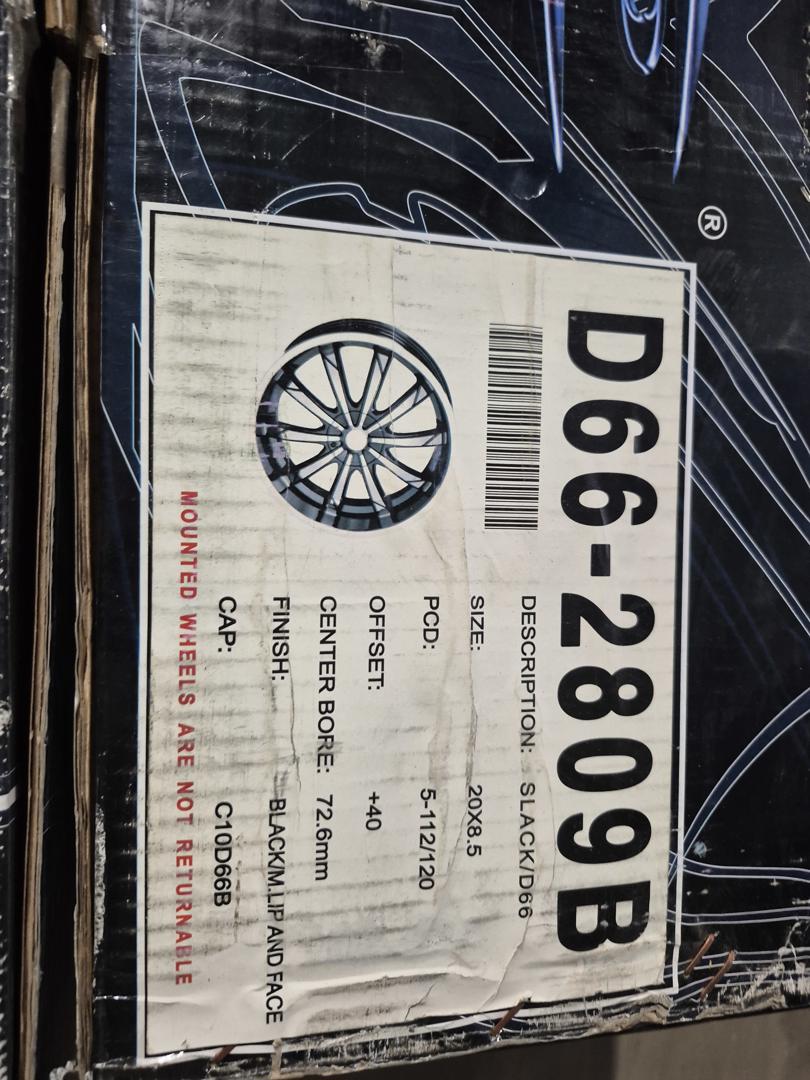 ®
D66-2809B
DESCRIPTION: SLACK/D66
SIZE: 20X8.5
PCD: 5-112/120
OFFSET: +40
CENTER BORE: 72.6mm
FINISH: BLACK/M.LIP AND FACE
CAP: C10D66B
MOUNTED WHEELS ARE NOT RETURNABLE